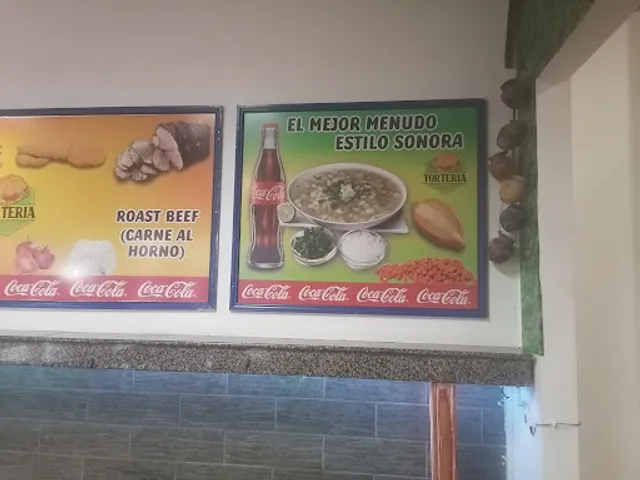 TERIA
ROAST BEEF
(CARNE AL
HORNO)
Coca-Cola Coca-Cola Coca-Cola
EL MEJOR MENUDO
ESTILO SONORA
TORTERIA
Coca-Cola
Coca-Cola Coca-Cola Coca-Cola Coca-Cola